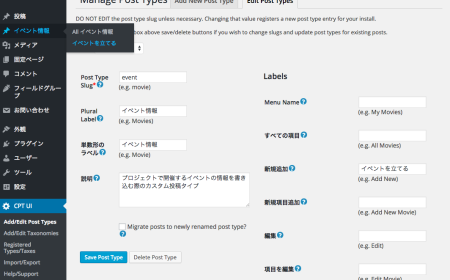 投稿
イベント情報
All イベント情報
イベントを立てる
メディア
固定ページ
コメント
フィールドグループ
お問い合わせ
外観
プラグイン
ユーザー
ツール
設定
CPT UI
Add/Edit Post Types
Add/Edit Taxonomies
Registered Types/Taxes
Import/Export
Help/Support
Manage Post Types
Add New Post Type
Edit Post Types
DO NOT EDIT the post type slug unless necessary. Changing that value registers a new post type entry for your install.
box above save/delete buttons if you wish to change slugs and update post types for existing posts.
Post Type Slug*?
event
(e.g. movie)
Plural Label?
イベント情報
(e.g. Movies)
単数形のラベル?
イベント情報
(e.g. Movie)
説明?
プロジェクトで開催するイベントの情報を書き
込む際のカスタム投稿タイプ
Migrate posts to newly renamed post type?
?
Save Post Type
Delete Post Type
Labels
Menu Name?
(e.g. My Movies)
すべての項目?
(e.g. All Movies)
新規追加?
イベントを立てる
(e.g. Add New)
新規項目追加?
(e.g. Add New Movie)
編集?
(e.g. Edit)
項目を編集?
(e.g. Edit Movie)